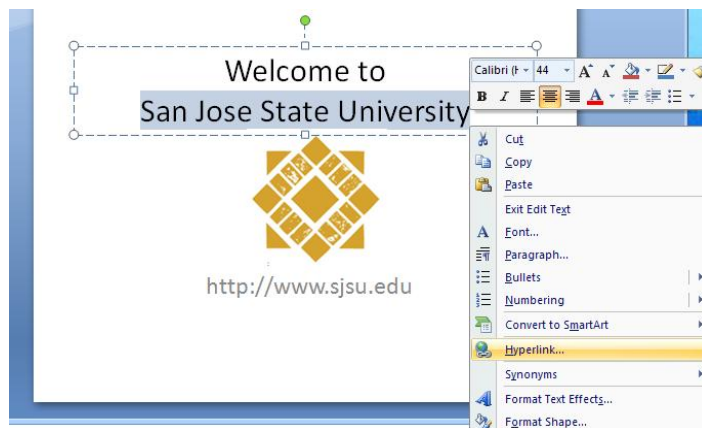 Welcome to
San Jose State University
http://www.sjsu.edu
Calibri (H 44 A A
B I A
Cut
Copy
Paste
Exit Edit Text
A Font...
Paragraph...
Bullets
Numbering
Convert to SmartArt
Hyperlink...
Synonyms
Format Text Effects...
Format Shape...